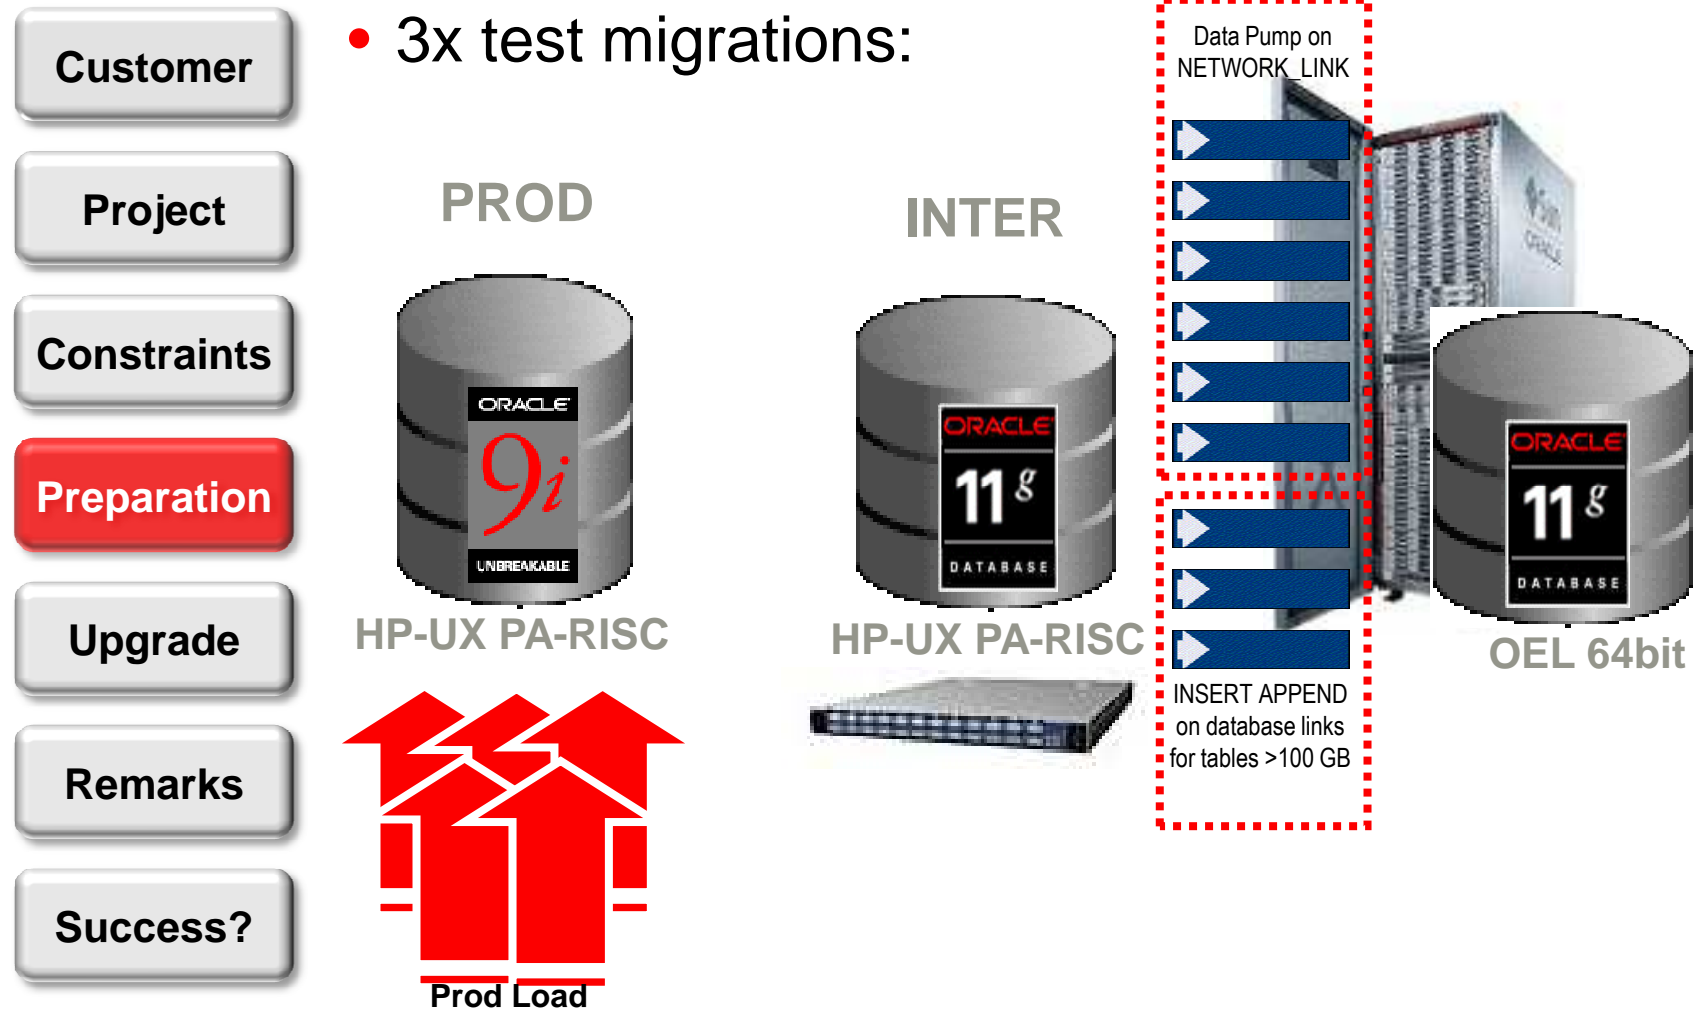 Customer
Project
Constraints
Preparation
Upgrade
Remarks
Success?
• 3x test migrations:
PROD
ORACLE
9i
UNBREAKABLE
HP-UX PA-RISC
Prod Load
INTER
ORACLE
11g
DATABASE
HP-UX PA-RISC
Data Pump on
NETWORK_LINK
INSERT APPEND
on database links
for tables >100 GB
Sun
ORACLE
ORACLE
11g
DATABASE
OEL 64bit